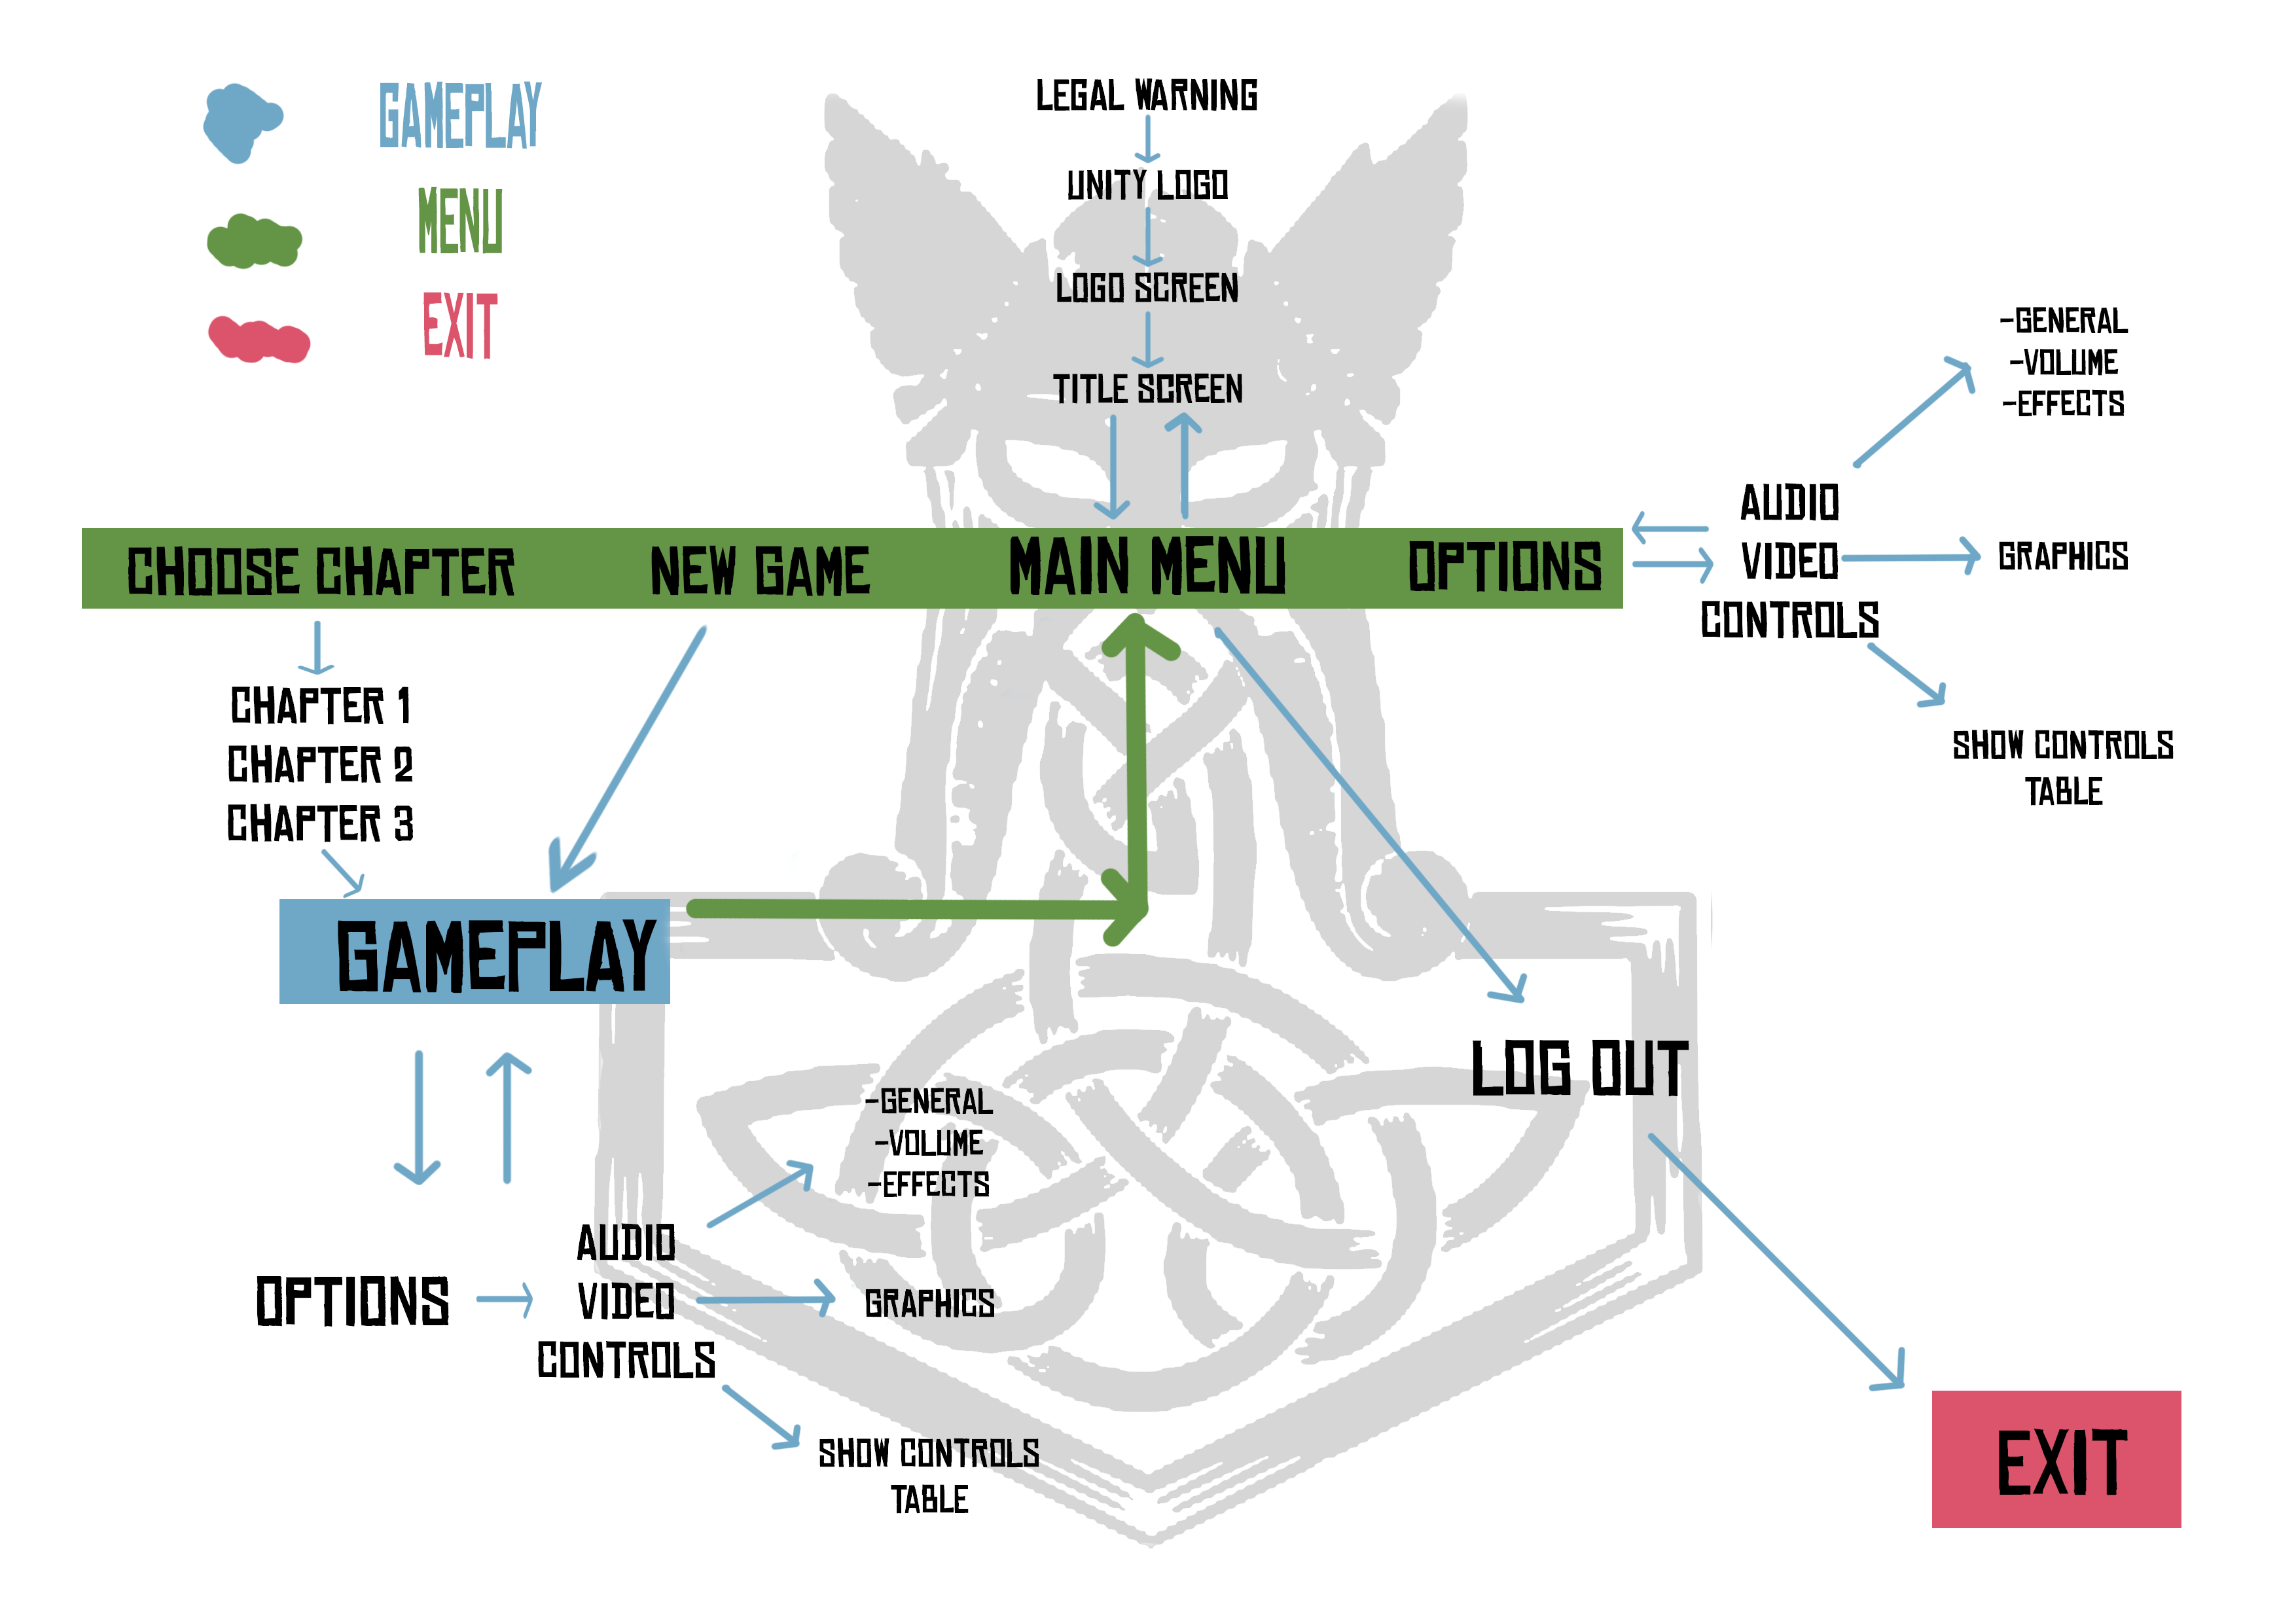 GAMEPLAY
MENU
EXIT
LEGAL WARNING
UNITY LOGO
LOGO SCREEN
TITLE SCREEN
CHOOSE CHAPTER
NEW GAME
MAIN MENU
OPTIONS
AUDIO
VIDEO
CONTROLS
-GENERAL
-VOLUME
-EFFECTS
GRAPHICS
SHOW CONTROLS
TABLE
CHAPTER 1
CHAPTER 2
CHAPTER 3
GAMEPLAY
LOG OUT
OPTIONS
AUDIO
VIDEO
CONTROLS
-GENERAL
-VOLUME
-EFFECTS
GRAPHICS
SHOW CONTROLS
TABLE
EXIT